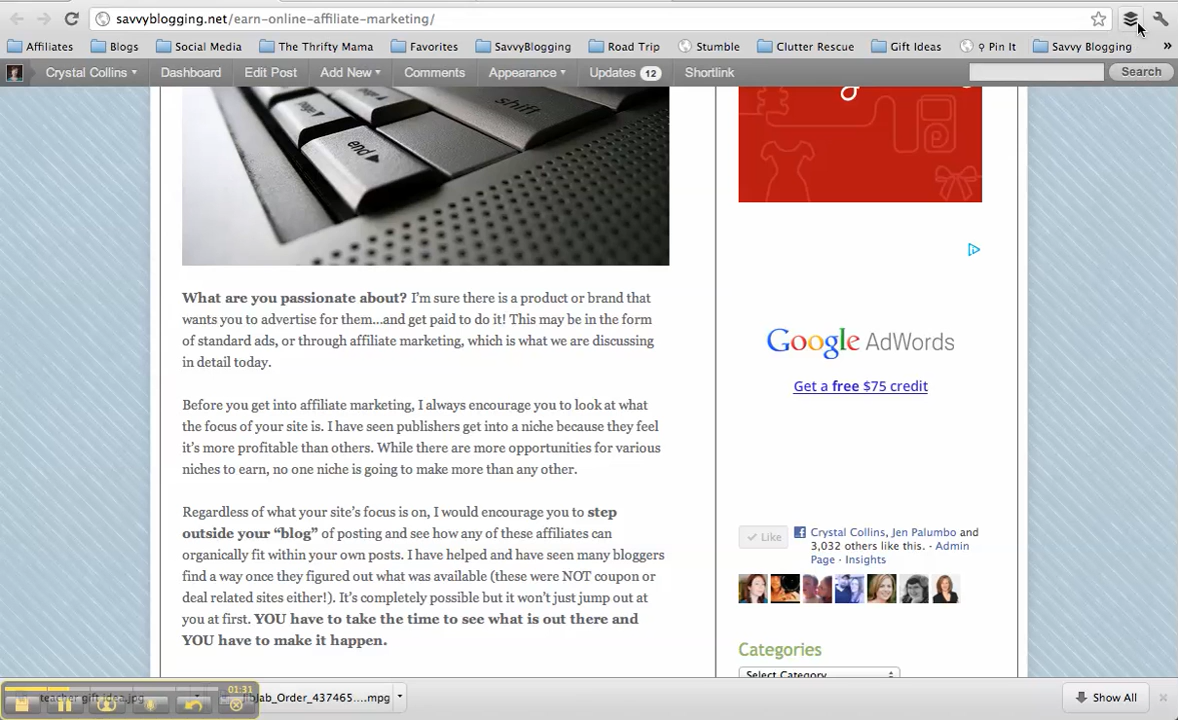 savvyblogging.net/earn-online-affiliate-marketing/
Affiliates Blogs Social Media The Thrifty Mama Favorites SavvyBlogging Road Trip Stumble Clutter Rescue Gift Ideas Pin It Savvy Blogging »
Crystal Collins Dashboard Edit Post Add New Comments Appearance Updates 12 Shortlink Search
page
page
shift
end
What are you passionate about? I'm sure there is a product or brand that
wants you to advertise for them...and get paid to do it! This may be in the form
of standard ads, or through affiliate marketing, which is what we are discussing
in detail today.
Before you get into affiliate marketing, I always encourage you to look at what
the focus of your site is. I have seen publishers get into a niche because they feel
it's more profitable than others. While there are more opportunities for various
niches to earn, no one niche is going to make more than any other.
Regardless of what your site's focus is on, I would encourage you to step
outside your “blog” of posting and see how any of these affiliates can
organically fit within your own posts. I have helped and have seen many bloggers
find a way once they figured out what was available (these were NOT coupon or
deal related sites either!). It's completely possible but it won't just jump out at
you at first. YOU have to take the time to see what is out there and
YOU have to make it happen.
Google AdWords
Get a free $75 credit
Like
Crystal Collins, Jen Palumbo and
3,032 others like this. · Admin
Page · Insights
Categories
Select Category
01:31
teacher gift idea.jpg
Jab_Order_437465....mpg
Show All